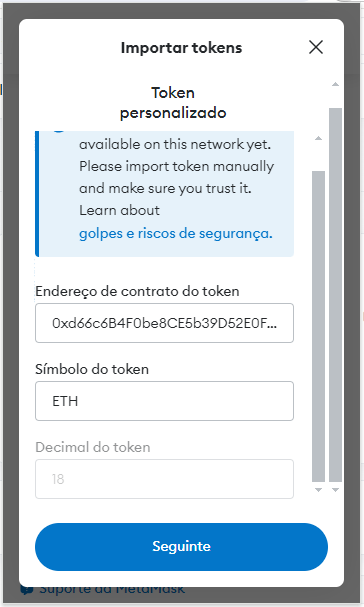 Importar tokens
Token
personalizado
available on this network yet.
Please import token manually
and make sure you trust it.
Learn about
golpes e riscos de segurança.
Endereço de contrato do token
0xd66c6B4F0be8CE5b39D52E0F...
Símbolo do token
ETH
Decimal do token
18
Seguinte
Suporte da MetaMask